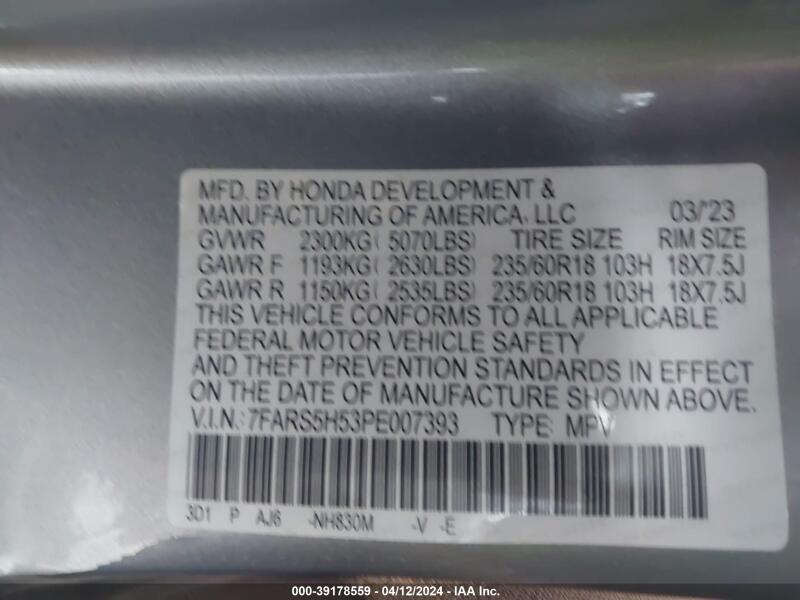 MFD. BY HONDA DEVELOPMENT &
MANUFACTURING OF AMERICA, LLC 03/'23
GVWR 2300KG( 5070LBS) TIRE SIZE RIM SIZE
GAWR F 1193KG( 2630LBS) 235/60R18 103H 18X7.5J
GAWR R 1150KG( 2535LBS) 235/60R18 103H 18X7.5J
THIS VEHICLE CONFORMS TO ALL APPLICABLE
FEDERAL MOTOR VEHICLE SAFETY
AND THEFT PREVENTION STANDARDS IN EFFECT
ON THE DATE OF MANUFACTURE SHOWN ABOVE.
V.I.N.: 7FARS5H53PE007393 TYPE: MPV
3D1 P AJ6 -NH830M -V -E
000-39178559 - 04/12/2024 - IAA Inc.